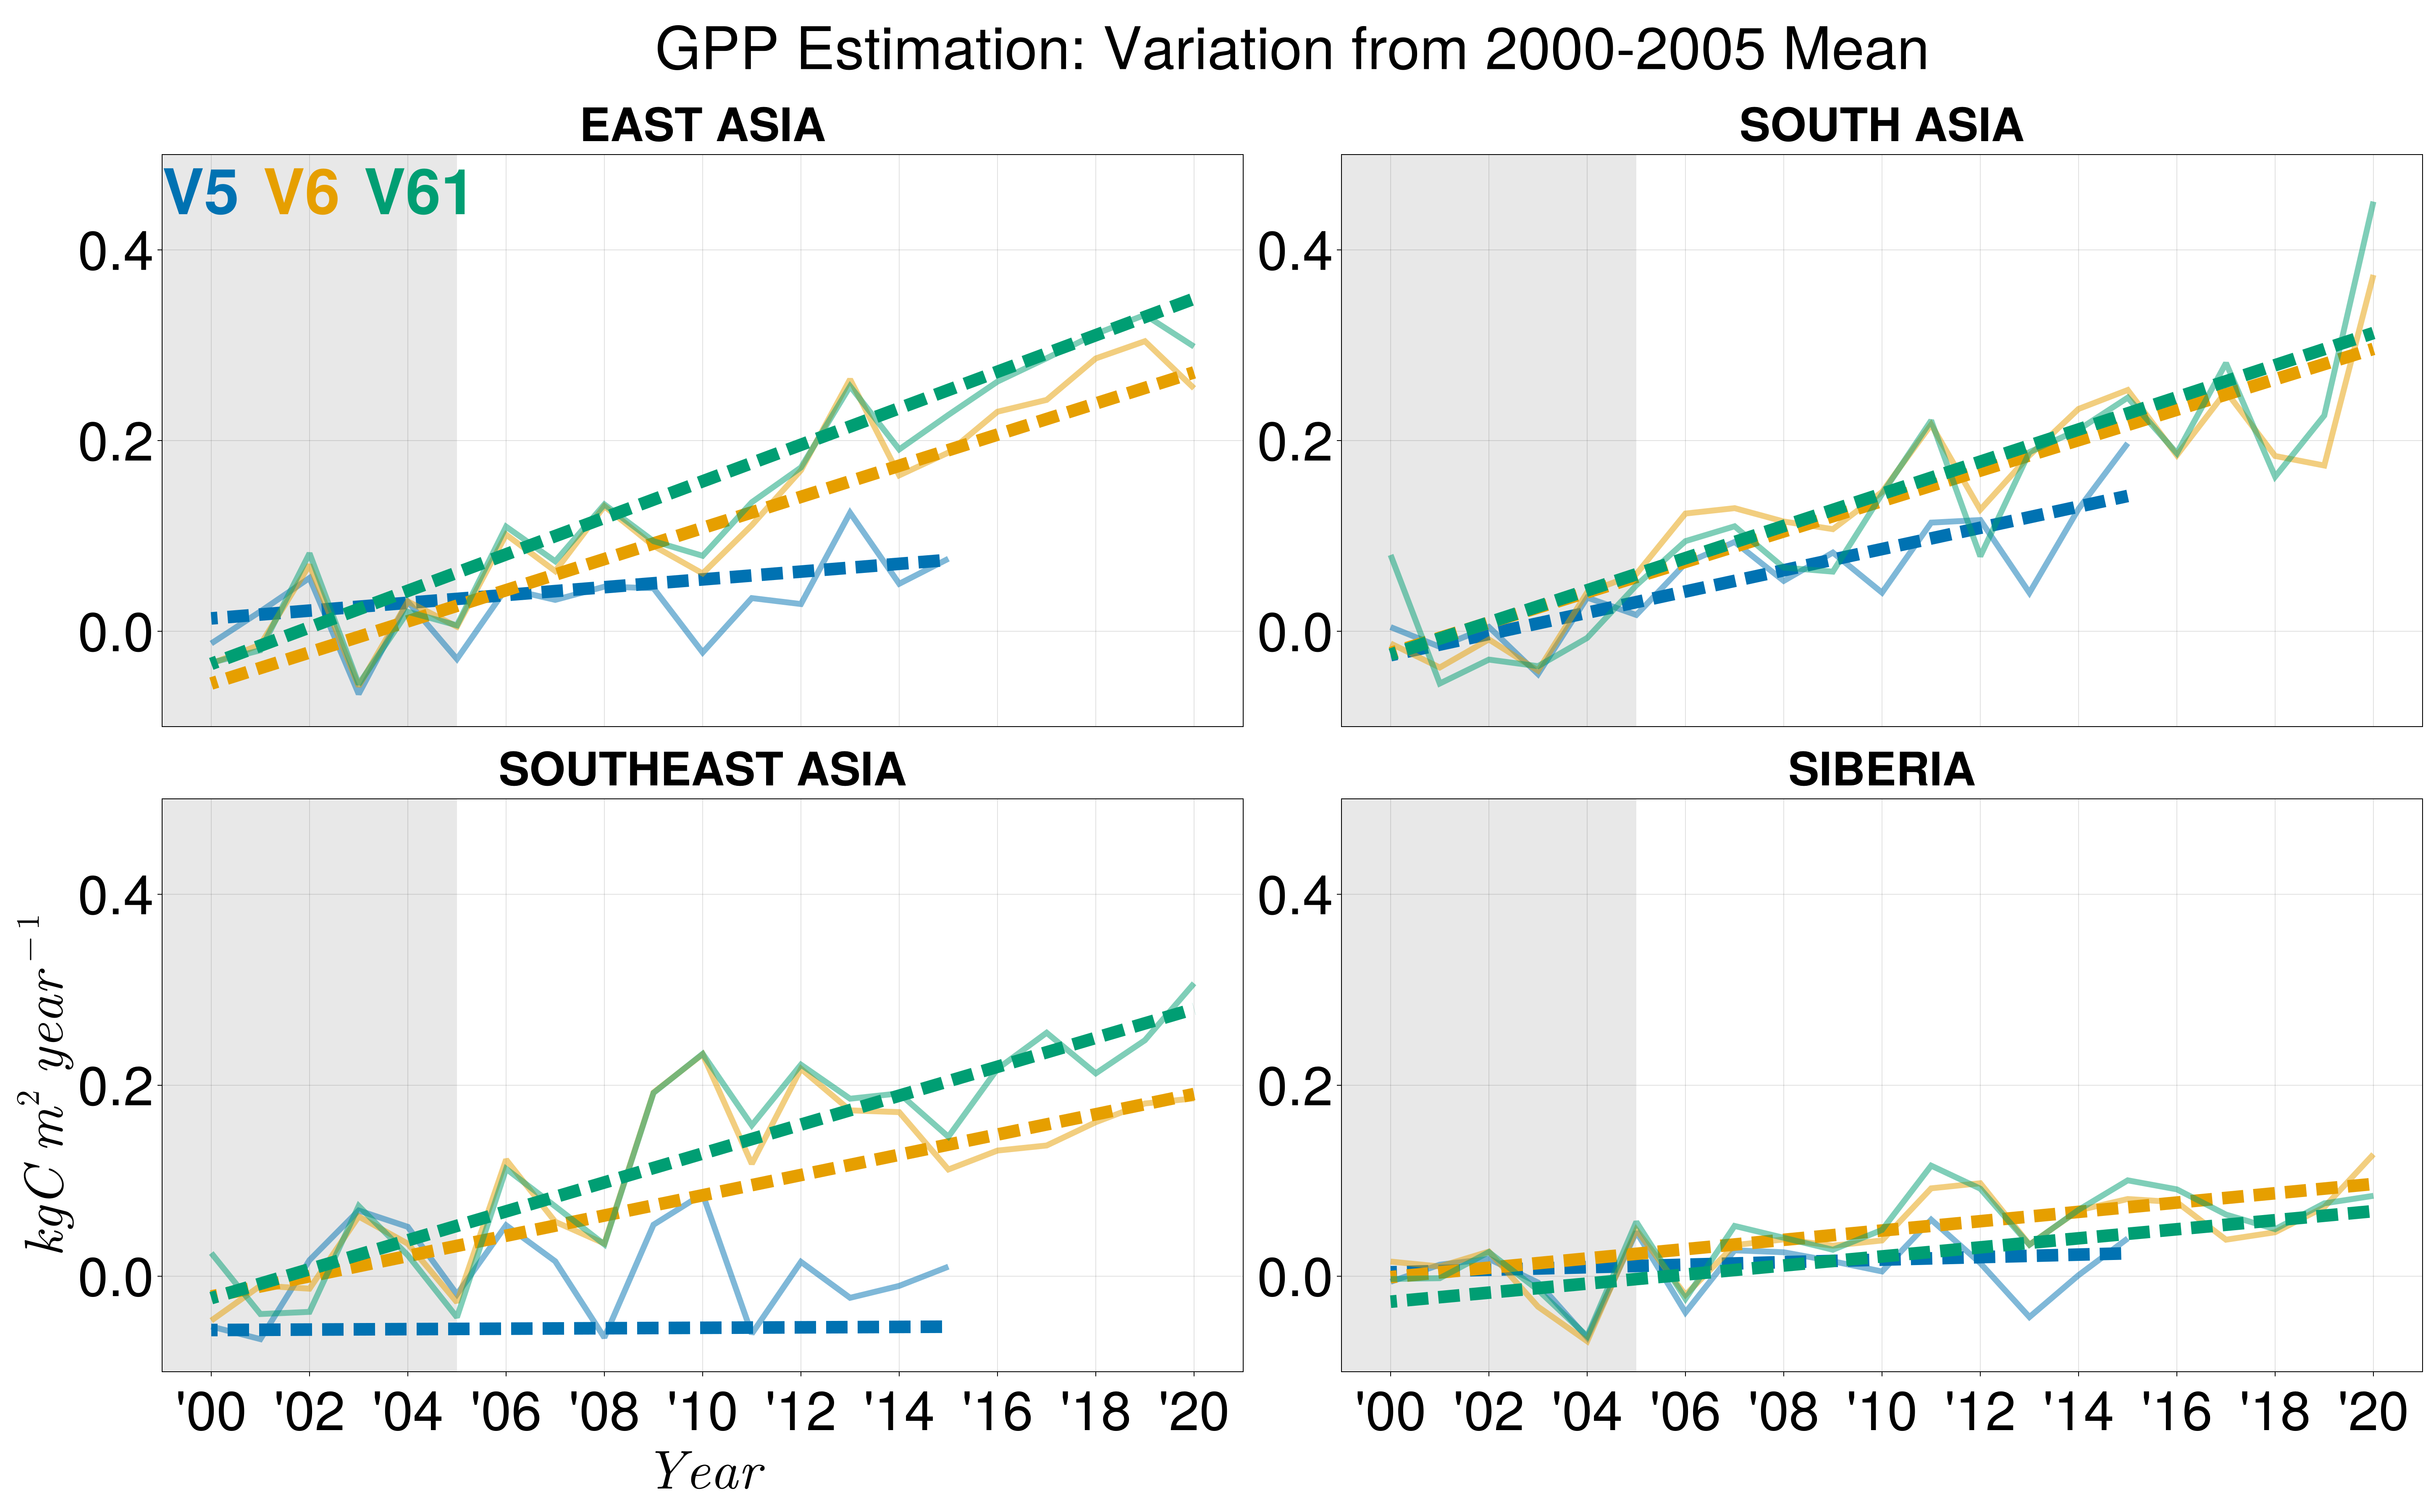 GPP Estimation: Variation from 2000-2005 Mean
EAST ASIA
V5 V6 V61
0.4
0.2
0.0
SOUTH ASIA
0.4
0.2
0.0
SOUTHEAST ASIA
0.4
0.2
0.0
'00 '02 '04 '06 '08 '10 '12 '14 '16 '18 '20
SIBERIA
0.4
0.2
0.0
'00 '02 '04 '06 '08 '10 '12 '14 '16 '18 '20
kgC m² year⁻¹
Year